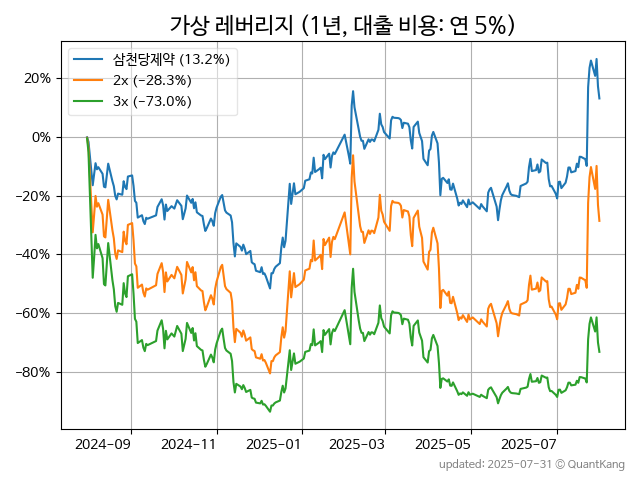 가상 레버리지 (1년, 대출 비용: 연 5%)
삼천당제약 (13.2%)
2x (−28.3%)
3x (−73.0%)
20%
0%
−20%
−40%
−60%
−80%
2024-09
2024-11
2025-01
2025-03
2025-05
2025-07
updated: 2025-07-31 © QuantKang